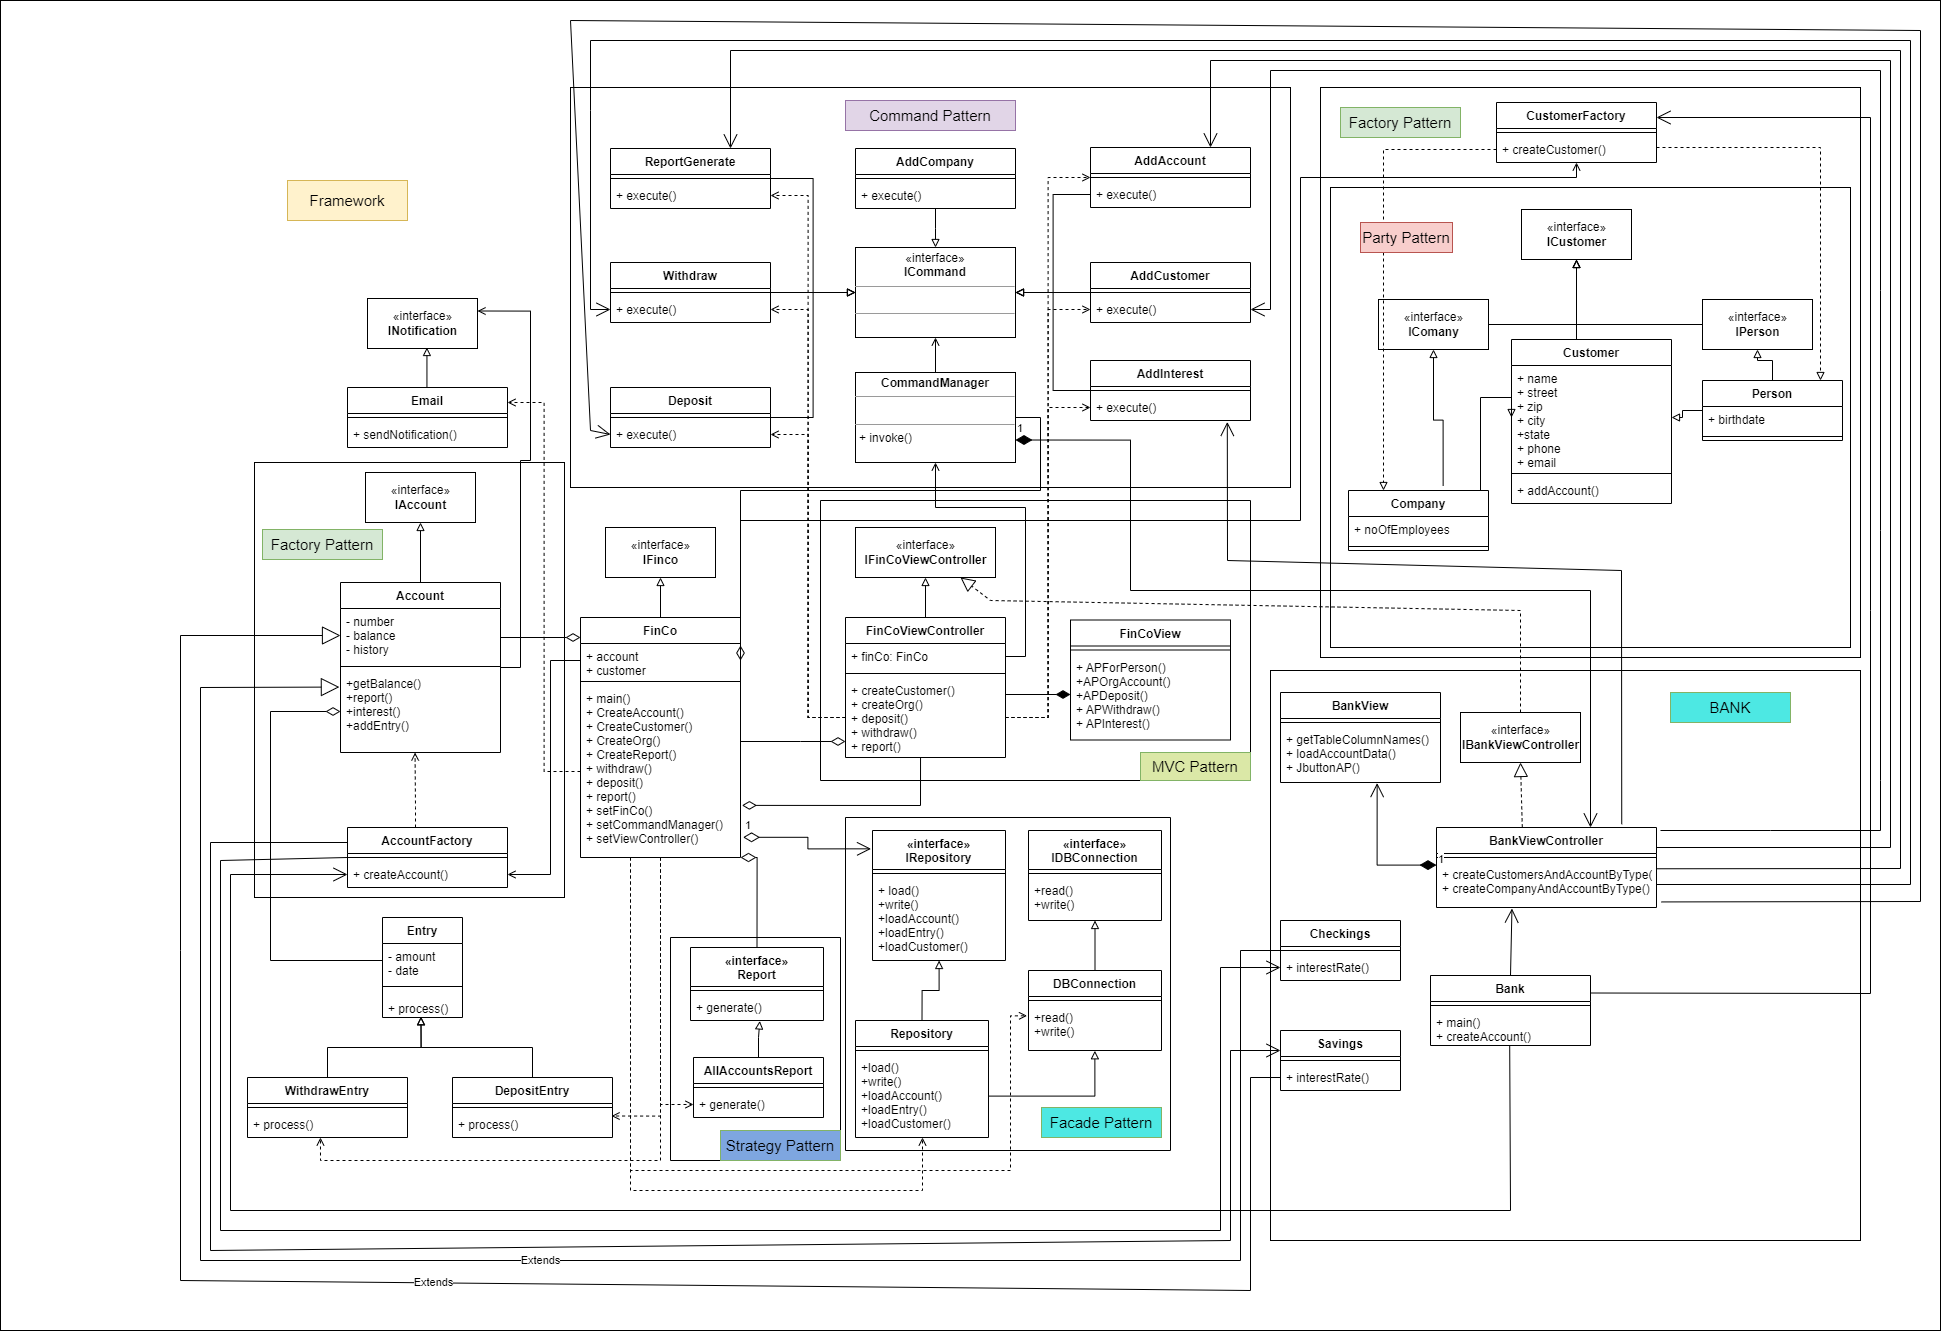 Framework
Command Pattern
ReportGenerate
+ execute()
AddCompany
+ execute()
AddAccount
+ execute()
Withdraw
+ execute()
«interface»
ICommand
AddCustomer
+ execute()
Deposit
+ execute()
CommandManager
+ invoke()
1
AddInterest
+ execute()
Factory Pattern
CustomerFactory
+ createCustomer()
Party Pattern
«interface»
ICustomer
«interface»
IComany
«interface»
IPerson
Customer
+ name
+ street
+ zip
+ city
+state
+ phone
+ email
+ addAccount()
Person
+ birthdate
Company
+ noOfEmployees
«interface»
INotification
Email
+ sendNotification()
«interface»
IAccount
Factory Pattern
Account
- number
- balance
- history
+getBalance()
+report()
+interest()
+addEntry()
AccountFactory
+ createAccount()
Entry
- amount
- date
+ process()
WithdrawEntry
+ process()
DepositEntry
+ process()
«interface»
IFinco
FinCo
+ account
+ customer
+ main()
+ CreateAccount()
+ CreateCustomer()
+ CreateOrg()
+ CreateReport()
+ withdraw()
+ deposit()
+ report()
+ setFinCo()
+ setCommandManager()
+ setViewController()
1
«interface»
IFinCoViewController
FinCoViewController
+ finCo: FinCo
+ createCustomer()
+ createOrg()
+ deposit()
+ withdraw()
+ report()
FinCoView
+ APForPerson()
+APOrgAccount()
+APDeposit()
+ APWithdraw()
+ APInterest()
MVC Pattern
«interface»
Report
+ generate()
AllAccountsReport
+ generate()
Strategy Pattern
«interface»
IRepository
+ load()
+write()
+loadAccount()
+loadEntry()
+loadCustomer()
«interface»
IDBConnection
+read()
+write()
Repository
+load()
+write()
+loadAccount()
+loadEntry()
+loadCustomer()
DBConnection
+read()
+write()
Facade Pattern
BANK
BankView
+ getTableColumnNames()
+ loadAccountData()
+ JbuttonAP()
«interface»
IBankViewController
BankViewController
1
+ createCustomersAndAccountByType(
+ createCompanyAndAccountByType()
Checkings
+ interestRate()
Bank
+ main()
+ createAccount()
Savings
+ interestRate()
Extends
Extends